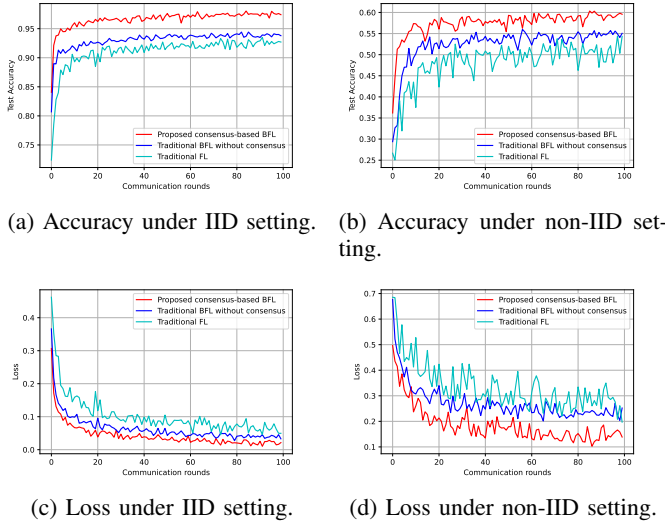 0.95
0.90
0.85
0.80
0.75
Test Accuracy
0 20 40 60 80 100
Communication rounds
Proposed consensus-based BFL
Traditional BFL without consensus
Traditional FL
(a) Accuracy under IID setting.
0.60
0.55
0.50
0.45
0.40
0.35
0.30
0.25
Test Accuracy
0 20 40 60 80 100
Communication rounds
Proposed consensus-based BFL
Traditional BFL without consensus
Traditional FL
(b) Accuracy under non-IID set-
ting.
0.4
0.3
0.2
0.1
0.0
Loss
0 20 40 60 80 100
Communication rounds
Proposed consensus-based BFL
Traditional BFL without consensus
Traditional FL
(c) Loss under IID setting.
0.7
0.6
0.5
0.4
0.3
0.2
0.1
Loss
0 20 40 60 80 100
Communication rounds
Proposed consensus-based BFL
Traditional BFL without consensus
Traditional FL
(d) Loss under non-IID setting.